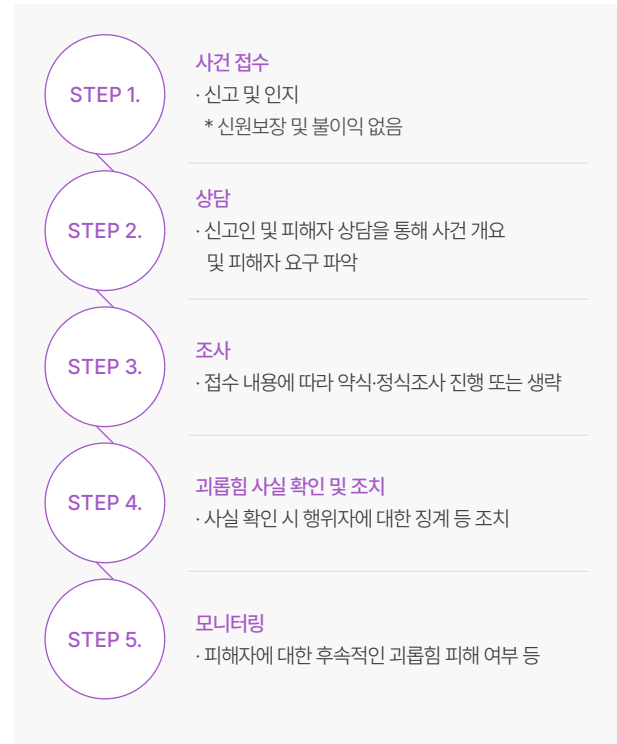 STEP 1.
사건 접수
· 신고 및 인지
* 신원보장 및 불이익 없음
STEP 2.
상담
· 신고인 및 피해자 상담을 통해 사건 개요
및 피해자 요구 파악
STEP 3.
조사
· 접수 내용에 따라 약식·정식조사 진행 또는 생략
STEP 4.
괴롭힘 사실 확인 및 조치
· 사실 확인 시 행위자에 대한 징계 등 조치
STEP 5.
모니터링
· 피해자에 대한 후속적인 괴롭힘 피해 여부 등